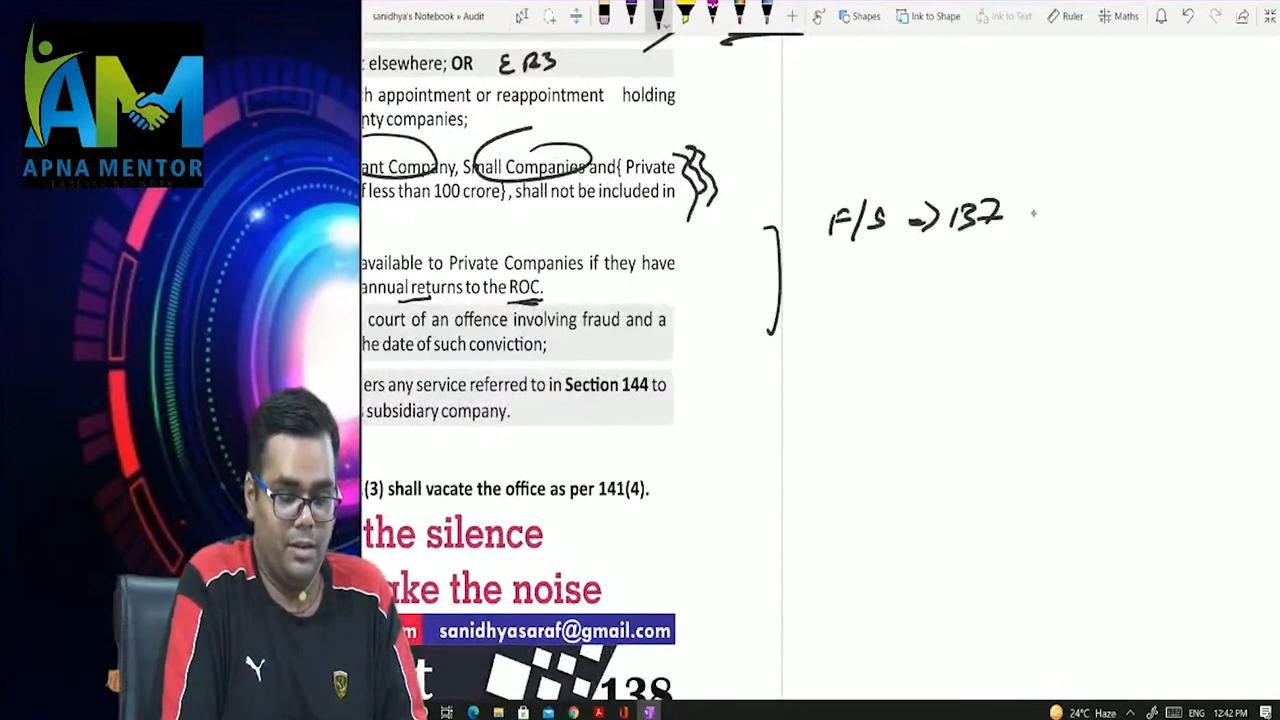 sanidhya's Notebook » Audit
Shapes
Ink to Shape
Ink to Text
Ruler
Maths
AM
APNA MENTOR
elsewhere; OR ER3
h appointment or reappointment holding
nty companies;
ant Company, Small Companies and{ Private
f less than 100 crore}, shall not be included in
F/S => 137
available to Private Companies if they have
annual returns to the ROC.
court of an offence involving fraud and a
he date of such conviction;
ers any service referred to in Section 144 to
subsidiary company.
(3) shall vacate the office as per 141(4).
the silence
ake the noise
m sanidhyasaraf@gmail.com
t
138
PUMA
24°C Haze
ENG
12:42 PM